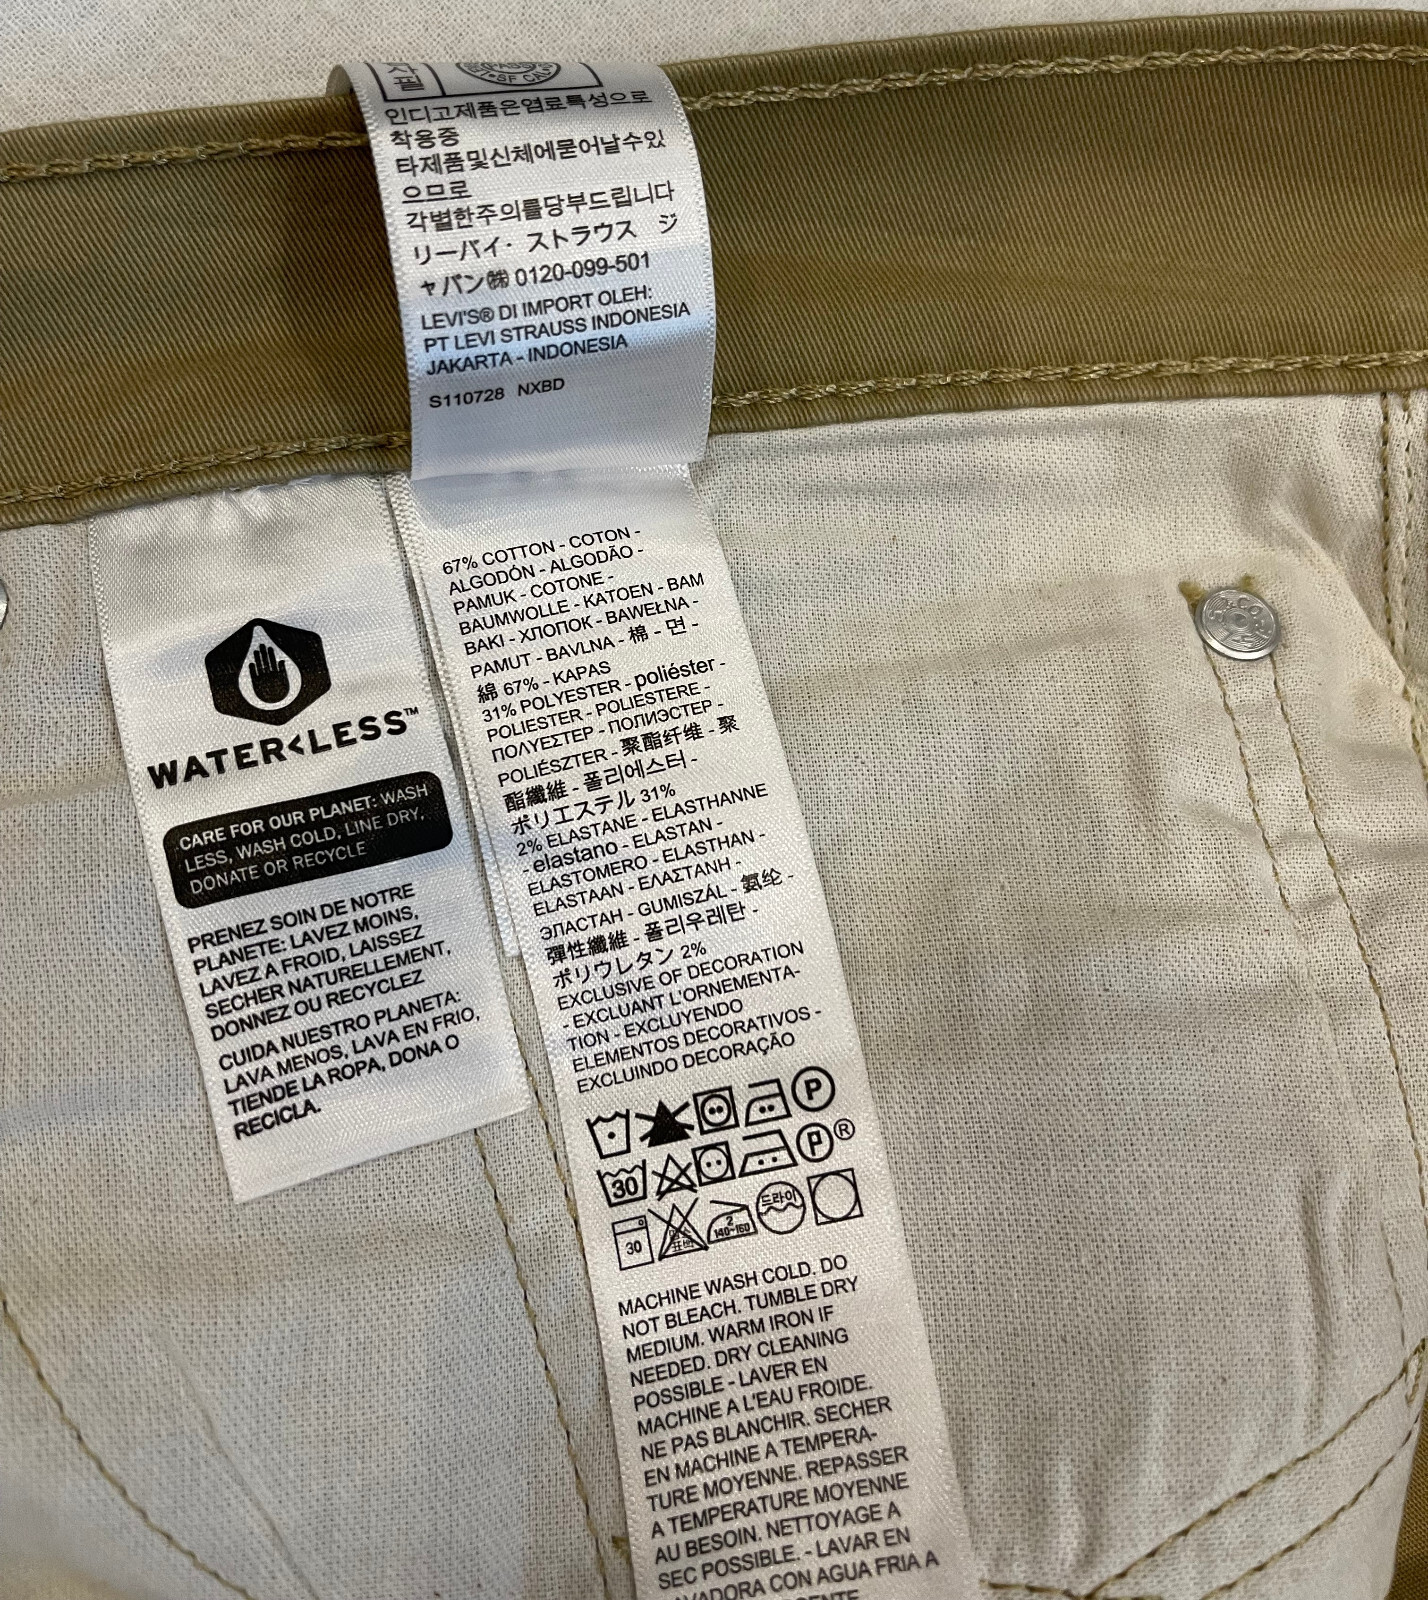 자
필
PASS
SF CAL
인디고제품은염료특성으로
착용중
타제품및신체에묻어날수있
으므로
각별한주의를당부드립니다
リーバイ・ストラウス ジ
ャパン㈱ 0120-099-501
LEVI'S® DI IMPORT OLEH:
PT LEVI STRAUSS INDONESIA
JAKARTA - INDONESIA
S110728 NXBD
WATER<LESS™
CARE FOR OUR PLANET: WASH
LESS, WASH COLD, LINE DRY,
DONATE OR RECYCLE
PRENEZ SOIN DE NOTRE
PLANETE: LAVEZ MOINS,
LAVEZ A FROID, LAISSEZ
SECHER NATURELLEMENT,
DONNEZ OU RECYCLEZ
CUIDA NUESTRO PLANETA:
LAVA MENOS, LAVA EN FRIO,
TIENDE LA ROPA, DONA O
RECICLA.
67% COTTON - COTON -
ALGODÓN - ALGODÃO -
PAMUK - COTONE -
BAUMWOLLE - KATOEN - BAM
BAKI - ХЛОПОК - BAWEŁNA -
PAMUT - BAVLNA - 棉 - 면 -
綿 67% - KAPAS
31% POLYESTER - poliéster -
POLIESTER - POLIESTERE -
ΠΟΛΥΕΣΤΕΡ - ПОЛИЭСТЕР -
POLIÉSZTER - 聚酯纤维 - 聚
酯纖維 - 폴리에스터 -
ポリエステル 31%
2% ELASTANE - ELASTHANNE
- elastano - ELASTAN -
ELASTOMERO - ELASTHAN -
ELASTAAN - ΕΛΑΣΤΑΝΗ -
ЭЛАСТАН - GUMISZÁL - 氨纶 -
彈性纖維 - 폴리우레탄 -
ポリウレタン 2%
EXCLUSIVE OF DECORATION
- EXCLUANT L'ORNEMENTA-
TION - EXCLUYENDO
ELEMENTOS DECORATIVOS -
EXCLUINDO DECORAÇÃO
P
30 P ®
30 2 140~160 드라이
MACHINE WASH COLD. DO
NOT BLEACH. TUMBLE DRY
MEDIUM. WARM IRON IF
NEEDED. DRY CLEANING
POSSIBLE - LAVER EN
MACHINE A L'EAU FROIDE.
NE PAS BLANCHIR. SECHER
EN MACHINE A TEMPERA-
TURE MOYENNE. REPASSER
A TEMPERATURE MOYENNE
AU BESOIN. NETTOYAGE A
SEC POSSIBLE. - LAVAR EN
AVADORA CON AGUA FRIA A